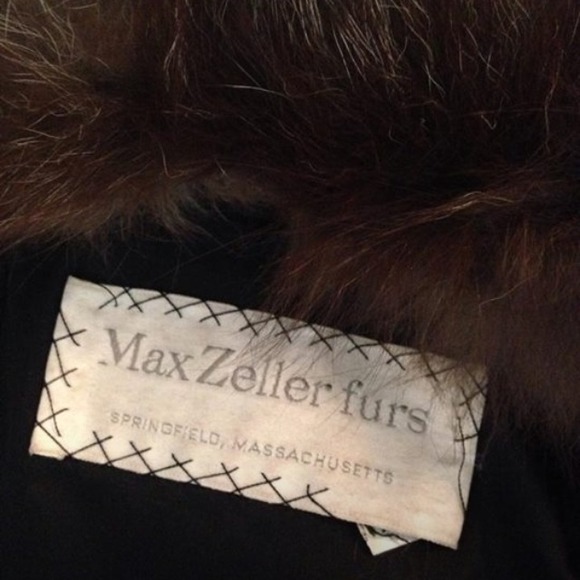 Max Zeller furs
SPRINGFIELD, MASSACHUSETTS